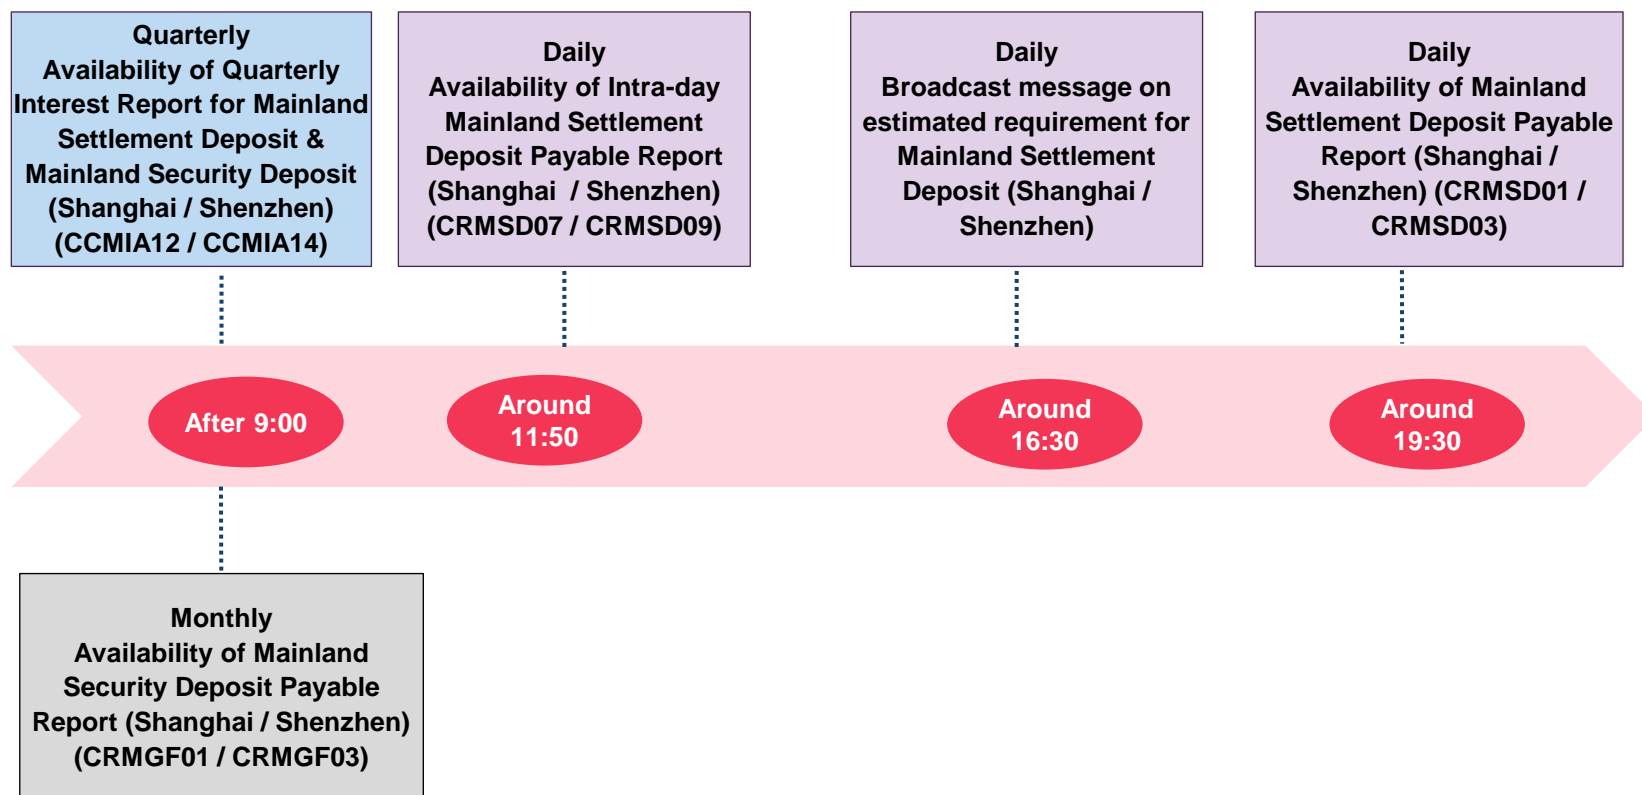 Quarterly
Availability of Quarterly
Interest Report for Mainland
Settlement Deposit &
Mainland Security Deposit
(Shanghai / Shenzhen)
(CCMIA12 / CCMIA14)
Daily
Availability of Intra-day
Mainland Settlement
Deposit Payable Report
(Shanghai / Shenzhen)
(CRMSD07 / CRMSD09)
Daily
Broadcast message on
estimated requirement for
Mainland Settlement
Deposit (Shanghai /
Shenzhen)
Daily
Availability of Mainland
Settlement Deposit Payable
Report (Shanghai /
Shenzhen) (CRMSD01 /
CRMSD03)
After 9:00
Around
11:50
Around
16:30
Around
19:30
Monthly
Availability of Mainland
Security Deposit Payable
Report (Shanghai / Shenzhen)
(CRMGF01 / CRMGF03)